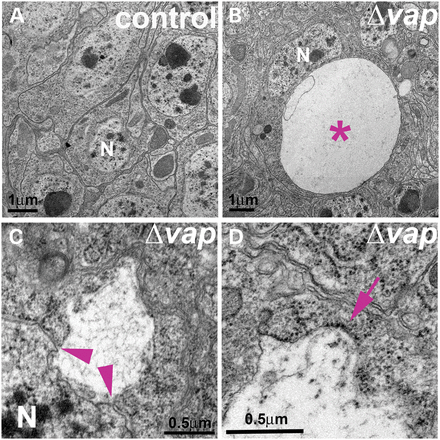 A control
N
1µm
B Δvap
N
*
1µm
C Δvap
N
0.5µm
D Δvap
0.5µm